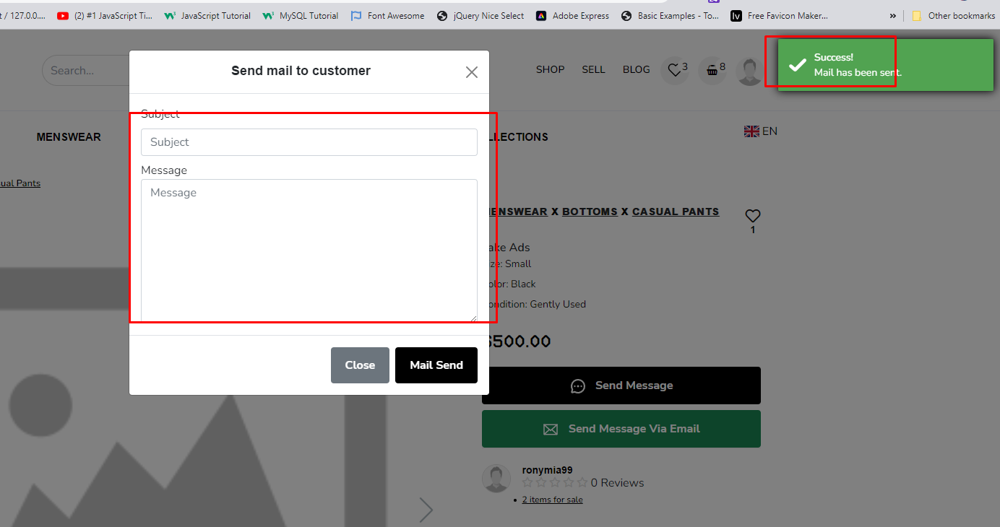 t / 127.0.0....
(2) #1 JavaScript Ti...
JavaScript Tutorial
MySQL Tutorial
Font Awesome
jQuery Nice Select
Adobe Express
Basic Examples - To...
Free Favicon Maker...
»
Other bookmarks
Search...
Send mail to customer
SHOP
SELL
BLOG
3
8
Success!
Mail has been sent.
Subject
Subject
Message
Message
Close
Mail Send
MENSWEAR
LLECTIONS
EN
ual Pants
ENSWEAR X BOTTOMS X CASUAL PANTS
1
ake Ads
ze: Small
olor: Black
ondition: Gently Used
$500.00
Send Message
Send Message Via Email
ronymia99
0 Reviews
• 2 items for sale